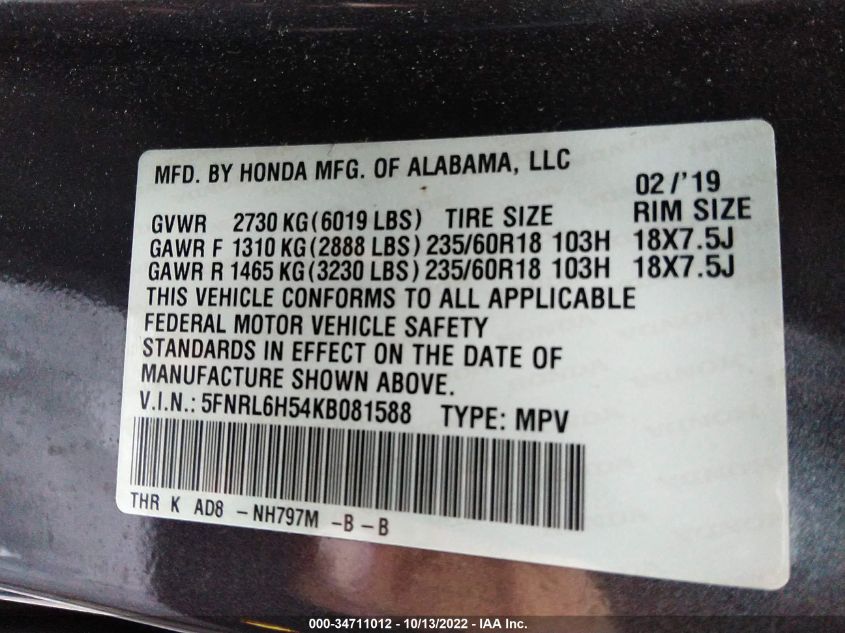 MFD. BY HONDA MFG. OF ALABAMA, LLC 02/'19
GVWR 2730 KG(6019 LBS) TIRE SIZE RIM SIZE
GAWR F 1310 KG(2888 LBS) 235/60R18 103H 18X7.5J
GAWR R 1465 KG(3230 LBS) 235/60R18 103H 18X7.5J
THIS VEHICLE CONFORMS TO ALL APPLICABLE
FEDERAL MOTOR VEHICLE SAFETY
STANDARDS IN EFFECT ON THE DATE OF
MANUFACTURE SHOWN ABOVE.
V.I.N.: 5FNRL6H54KB081588 TYPE: MPV
THR K AD8 -NH797M -B-B
000-34711012 - 10/13/2022 - IAA Inc.